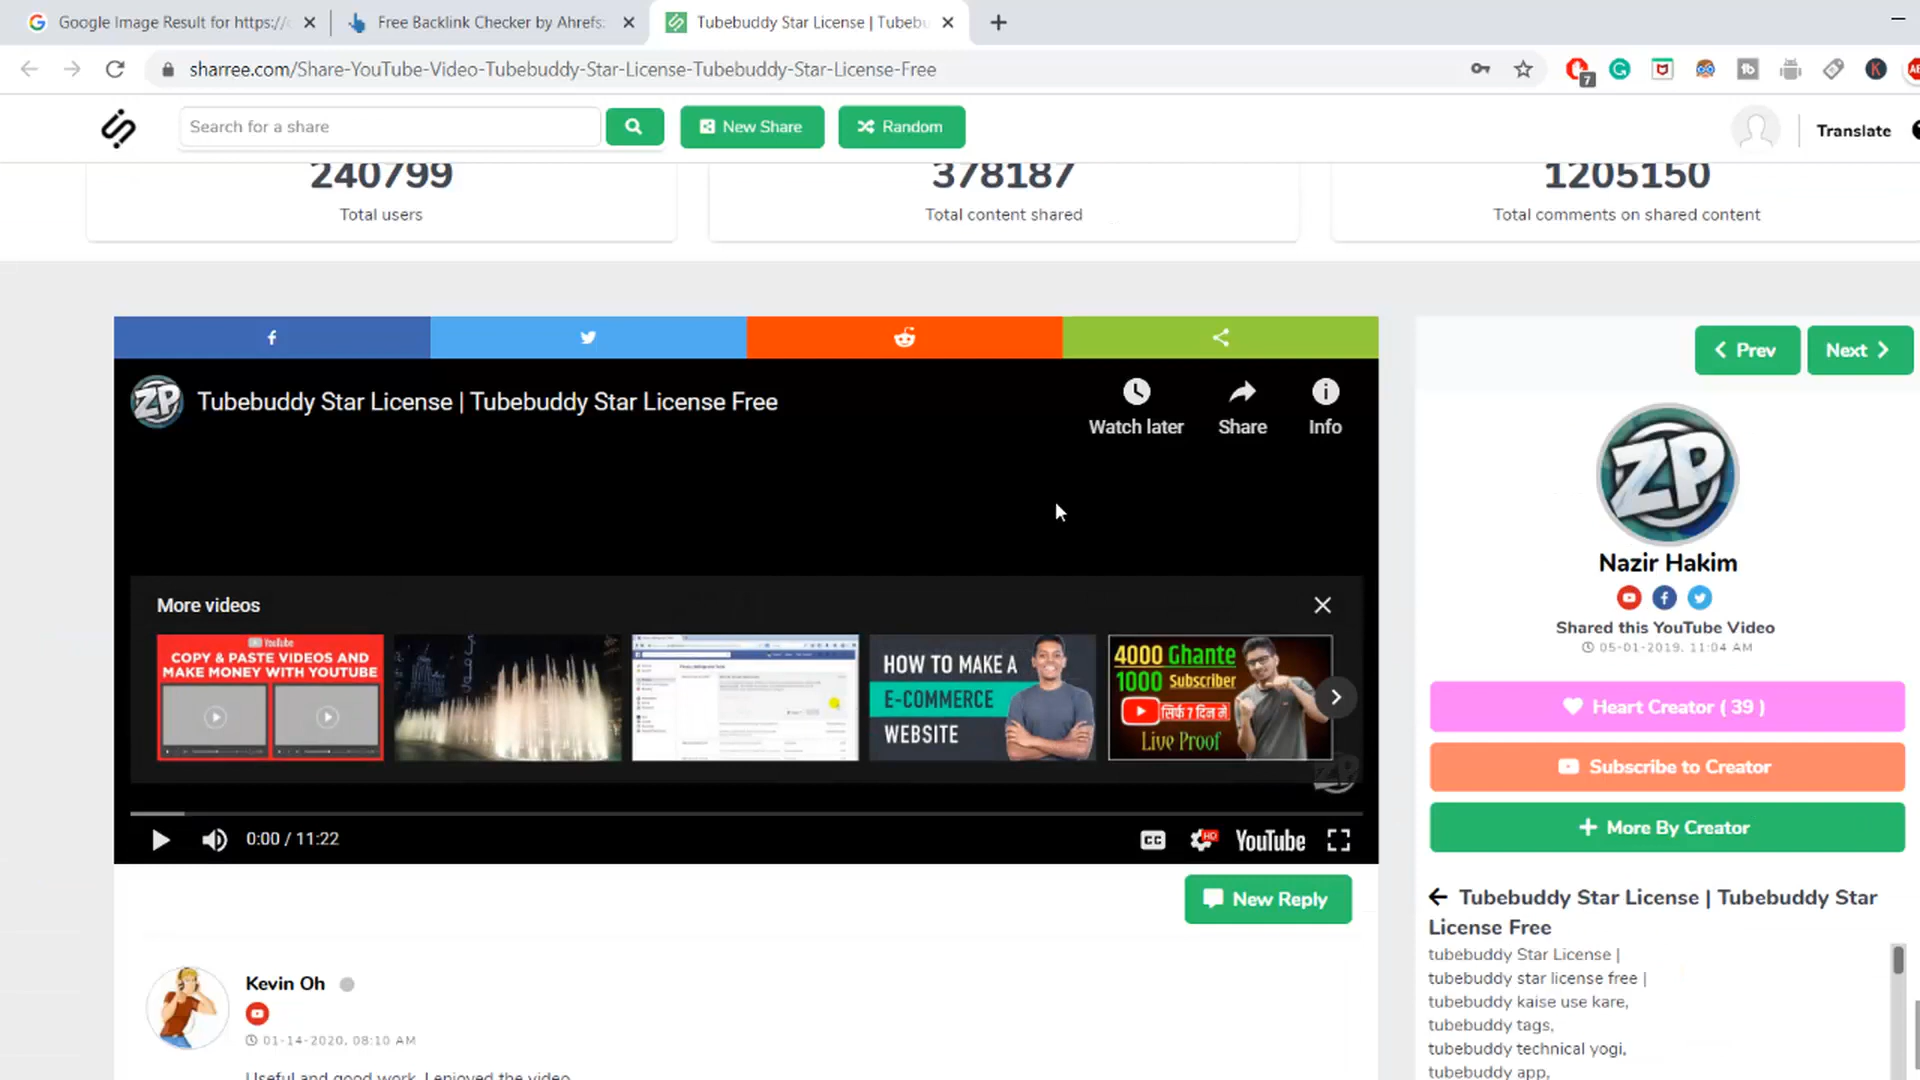 Google Image Result for https://
Free Backlink Checker by Ahrefs:
Tubebuddy Star License | Tubebu
sharree.com/Share-YouTube-Video-Tubebuddy-Star-License-Tubebuddy-Star-License-Free
7
Search for a share
New Share
Random
Translate
240799
Total users
378187
Total content shared
1205150
Total comments on shared content
ZP
Tubebuddy Star License | Tubebuddy Star License Free
Watch later
Share
Info
More videos
YouTube
COPY & PASTE VIDEOS AND
MAKE MONEY WITH YOUTUBE
HOW TO MAKE A
E-COMMERCE
WEBSITE
4000 Ghante
1000 Subscriber
सिर्फ 7 दिन में
Live Proof
ZP
0:00 / 11:22
CC
HD
YouTube
New Reply
Kevin Oh
01-14-2020, 08:10 AM
Useful and good work. I enjoyed the video
Prev
Next
ZP
Nazir Hakim
Shared this YouTube Video
05-01-2019, 11:04 AM
Heart Creator ( 39 )
Subscribe to Creator
More By Creator
Tubebuddy Star License | Tubebuddy Star
License Free
tubebuddy Star License |
tubebuddy star license free |
tubebuddy kaise use kare,
tubebuddy tags,
tubebuddy technical yogi,
tubebuddy app,